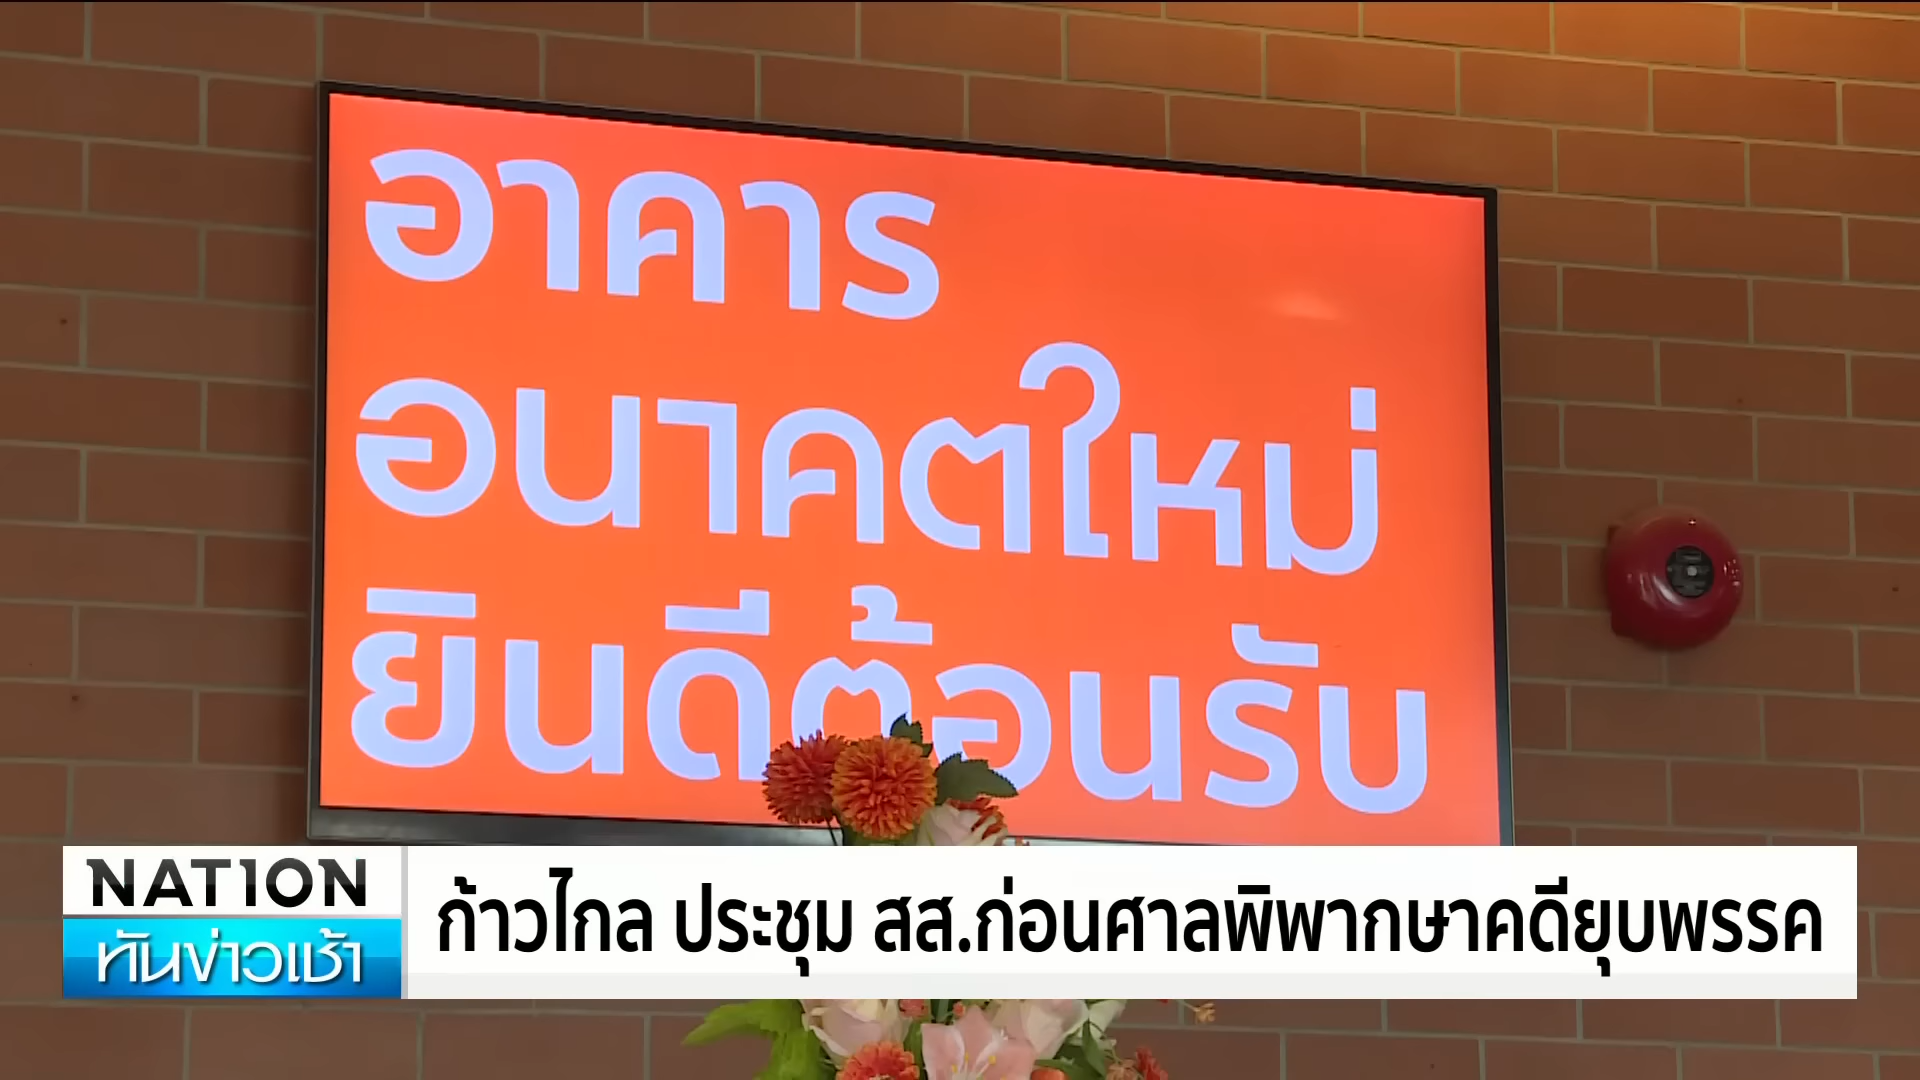 อาคาร
อนาคตใหม่
ยินดีต้อนรับ
NATION
ทันข่าวเช้า
ก้าวไกล ประชุม สส.ก่อนศาลพิพากษาคดียุบพรรค